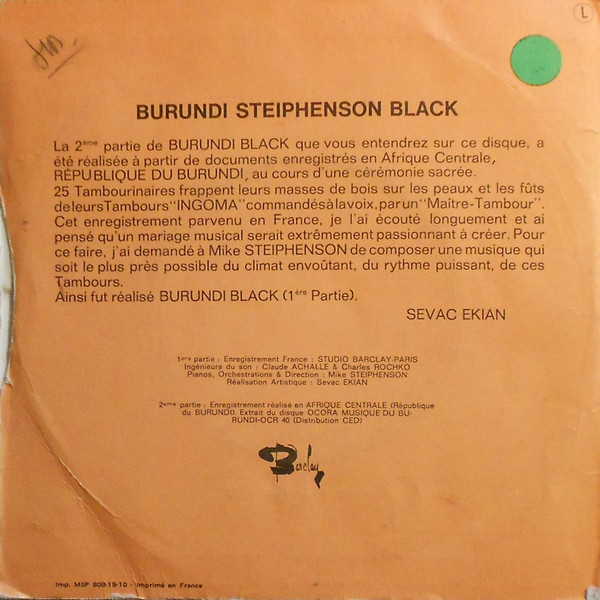 L
BURUNDI STEIPHENSON BLACK
La 2ème partie de BURUNDI BLACK que vous entendrez sur ce disque, a
été réalisée à partir de documents enregistrés en Afrique Centrale,
RÉPUBLIQUE DU BURUNDI, au cours d'une cérémonie sacrée.
25 Tambourinaires frappent leurs masses de bois sur les peaux et les fûts
de leurs Tambours "INGOMA" commandés à la voix, par un "Maître-Tambour".
Cet enregistrement parvenu en France, je l'ai écouté longuement et ai
pensé qu'un mariage musical serait extrêmement passionnant à créer. Pour
ce faire, j'ai demandé à Mike STEIPHENSON de composer une musique qui
soit le plus près possible du climat envoûtant, du rythme puissant, de ces
Tambours.
Ainsi fut réalisé BURUNDI BLACK (1ère Partie).
SEVAC EKIAN
1ere partie : Enregistrement France : STUDIO BARCLAY-PARIS
Ingénieurs du son : Claude ACHALLE & Charles ROCHKO
Pianos, Orchestrations & Direction : Mike STEIPHENSON
Réalisation Artistique : Sevac EKIAN
2eme partie : Enregistrement réalisé en AFRIQUE CENTRALE (République
du BURUNDI). Extrait du disque OCORA MUSIQUE DU BU-
RUNDI-OCR 40 (Distribution CED)
Barclay
Imp. MSP 809-19-10 - Imprimé en France